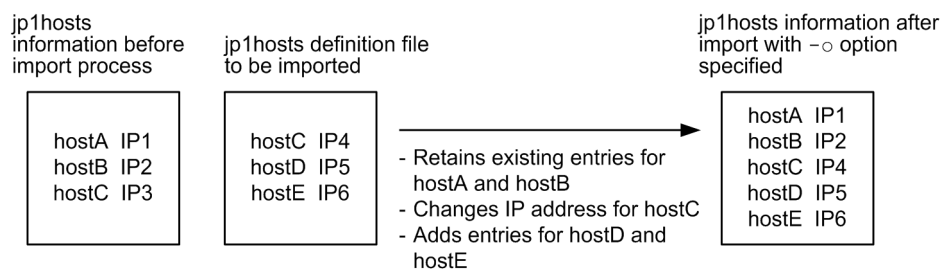 jp1hosts
information before
import process
hostA IP1
hostB IP2
hostC IP3
jp1hosts definition file
to be imported
hostC IP4
hostD IP5
hostE IP6
- Retains existing entries for
hostA and hostB
- Changes IP address for hostC
- Adds entries for hostD and
hostE
jp1hosts information after
import with -o option
specified
hostA IP1
hostB IP2
hostC IP4
hostD IP5
hostE IP6